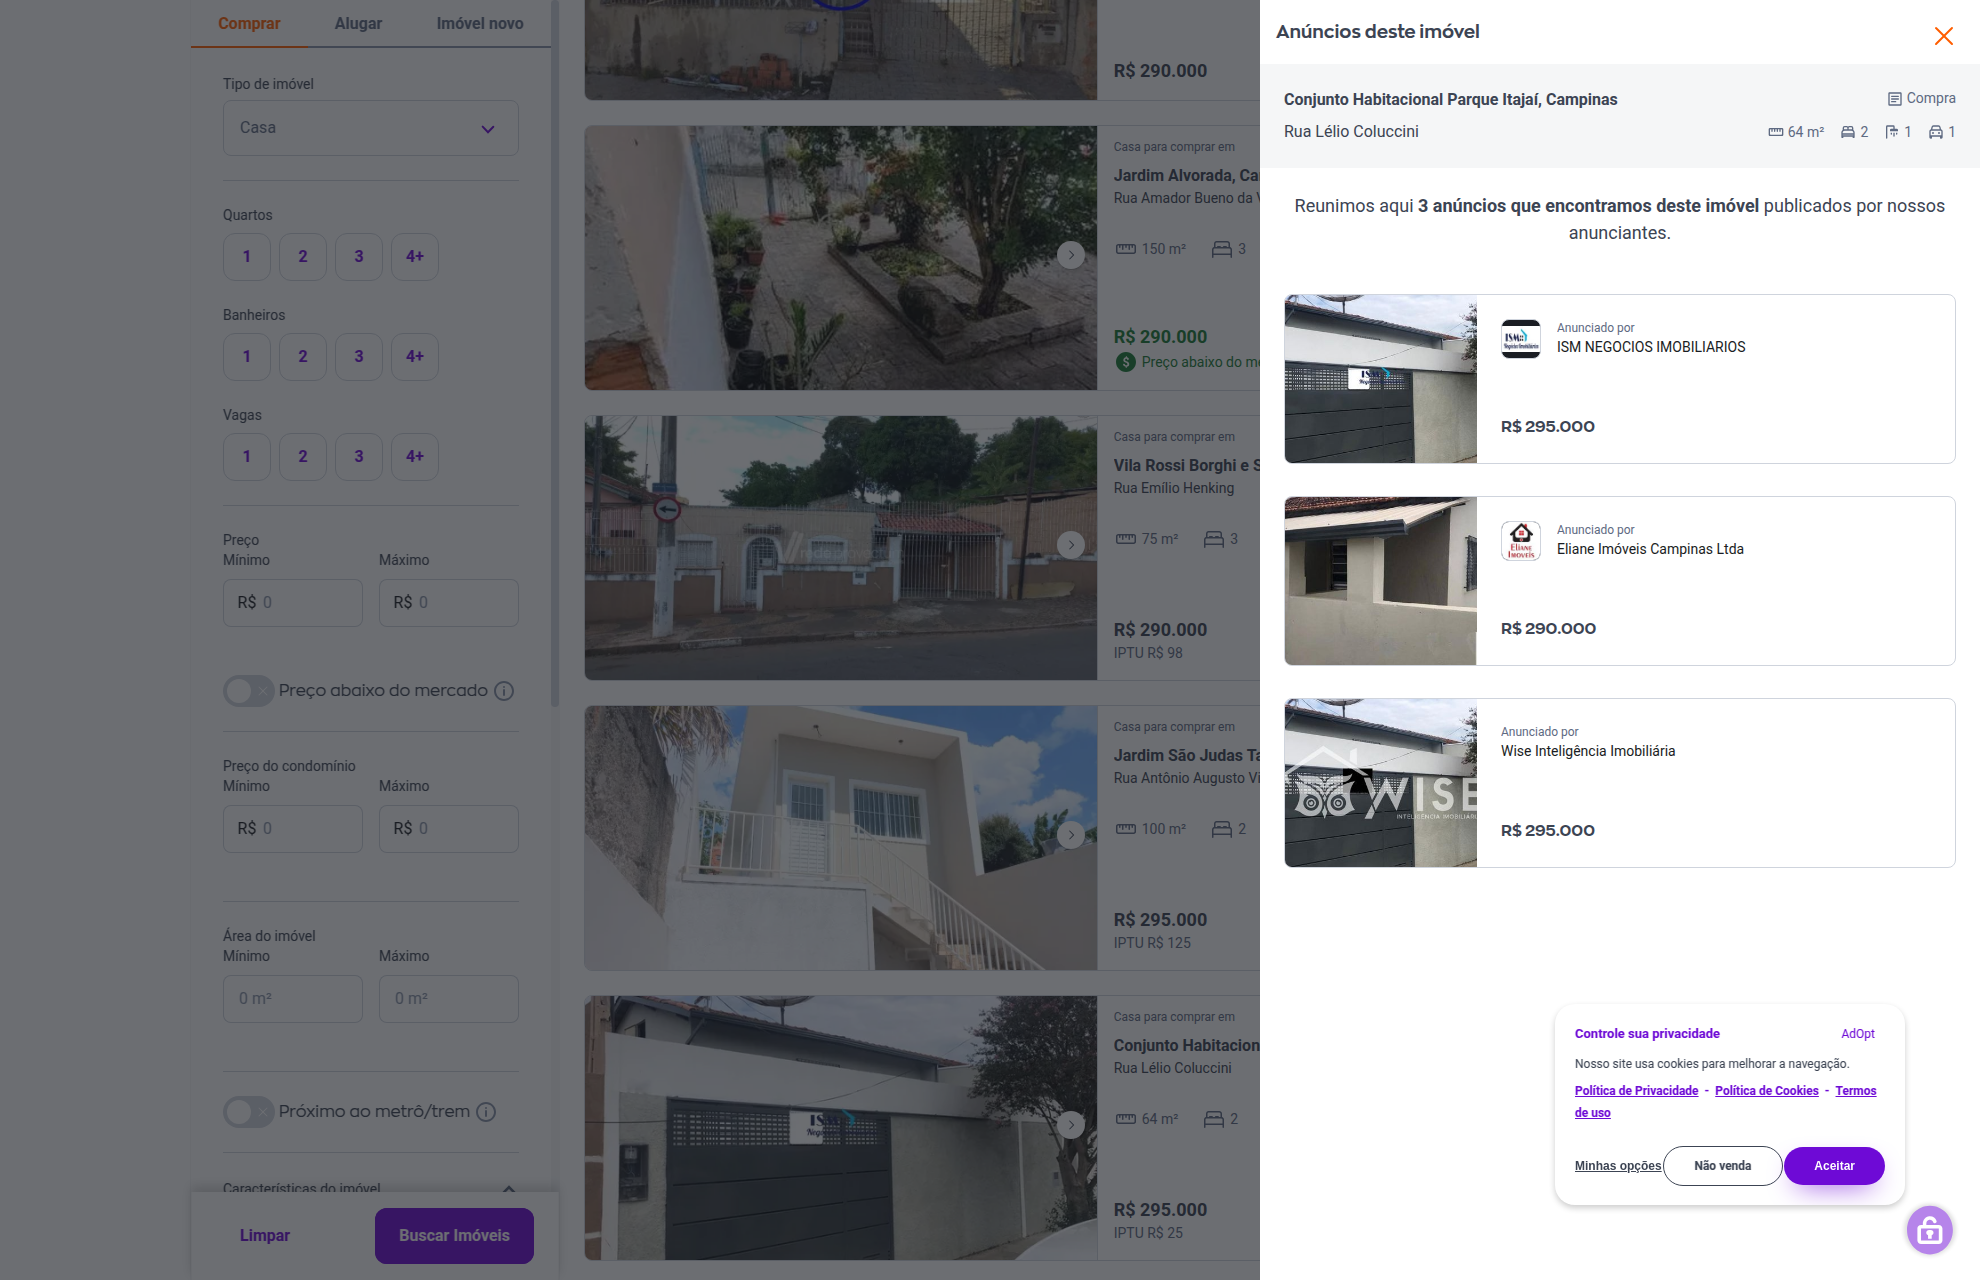 Comprar
Alugar
Imóvel novo
Tipo de imóvel
Casa
Quartos
1
2
3
4+
Banheiros
1
2
3
4+
Vagas
1
2
3
4+
Preço
Mínimo
Máximo
R$ 0
R$ 0
Preço abaixo do mercado
Preço do condomínio
Mínimo
Máximo
R$ 0
R$ 0
Área do imóvel
Mínimo
Máximo
0 m²
0 m²
Próximo ao metrô/trem
Características do imóvel
Limpar
Buscar Imóveis
R$ 290.000
Casa para comprar em
Jardim Alvorada, Ca
Rua Amador Bueno da V
150 m²
3
R$ 290.000
Preço abaixo do me
Casa para comprar em
Vila Rossi Borghi e S
Rua Emílio Henking
75 m²
3
R$ 290.000
IPTU R$ 98
Casa para comprar em
Jardim São Judas Ta
Rua Antônio Augusto Vi
100 m²
2
R$ 295.000
IPTU R$ 125
Casa para comprar em
Conjunto Habitacion
Rua Lélio Coluccini
64 m²
2
R$ 295.000
IPTU R$ 25
ISM
Anúncios deste imóvel
Conjunto Habitacional Parque Itajaí, Campinas
Compra
Rua Lélio Coluccini
64 m²
2
1
1
Reunimos aqui 3 anúncios que encontramos deste imóvel publicados por nossos
anunciantes.
ISM
Anunciado por
ISM NEGOCIOS IMOBILIARIOS
R$ 295.000
Eliane
Imóveis
Anunciado por
Eliane Imóveis Campinas Ltda
R$ 290.000
WISE
INTELIGÊNCIA IMOBILIÁRI
Anunciado por
Wise Inteligência Imobiliária
R$ 295.000
Controle sua privacidade
AdOpt
Nosso site usa cookies para melhorar a navegação.
Política de Privacidade - Política de Cookies - Termos
de uso
Minhas opções
Não venda
Aceitar